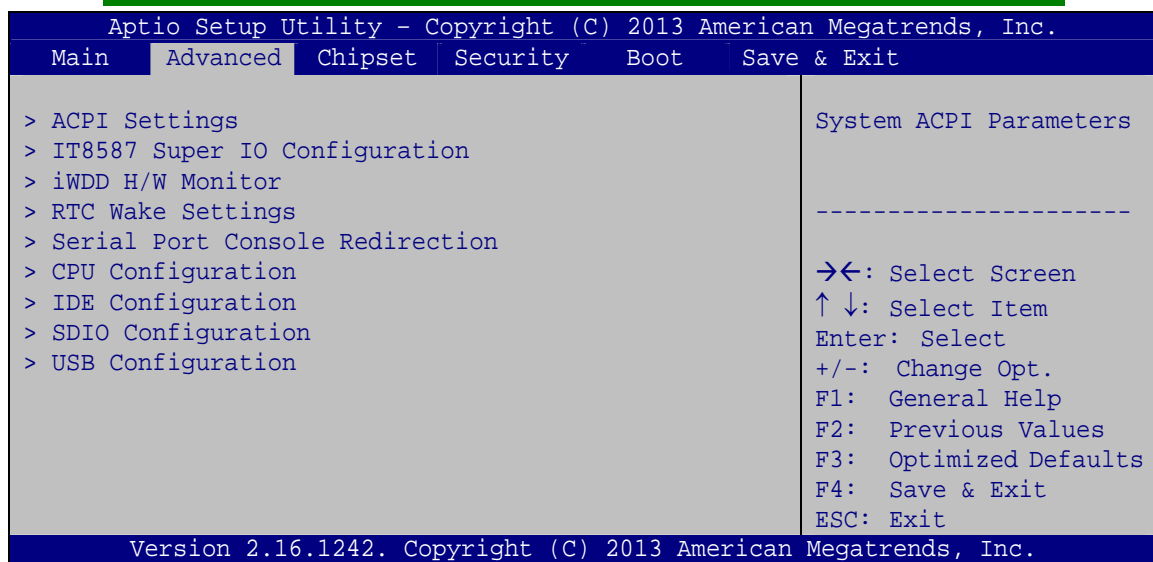 Aptio Setup Utility – Copyright (C) 2013 American Megatrends, Inc.
Main Advanced Chipset Security Boot Save & Exit
> ACPI Settings
> IT8587 Super IO Configuration
> iWDD H/W Monitor
> RTC Wake Settings
> Serial Port Console Redirection
> CPU Configuration
> IDE Configuration
> SDIO Configuration
> USB Configuration
System ACPI Parameters
----------------------
→←: Select Screen
↑ ↓: Select Item
Enter: Select
+/-: Change Opt.
F1: General Help
F2: Previous Values
F3: Optimized Defaults
F4: Save & Exit
ESC: Exit
Version 2.16.1242. Copyright (C) 2013 American Megatrends, Inc.